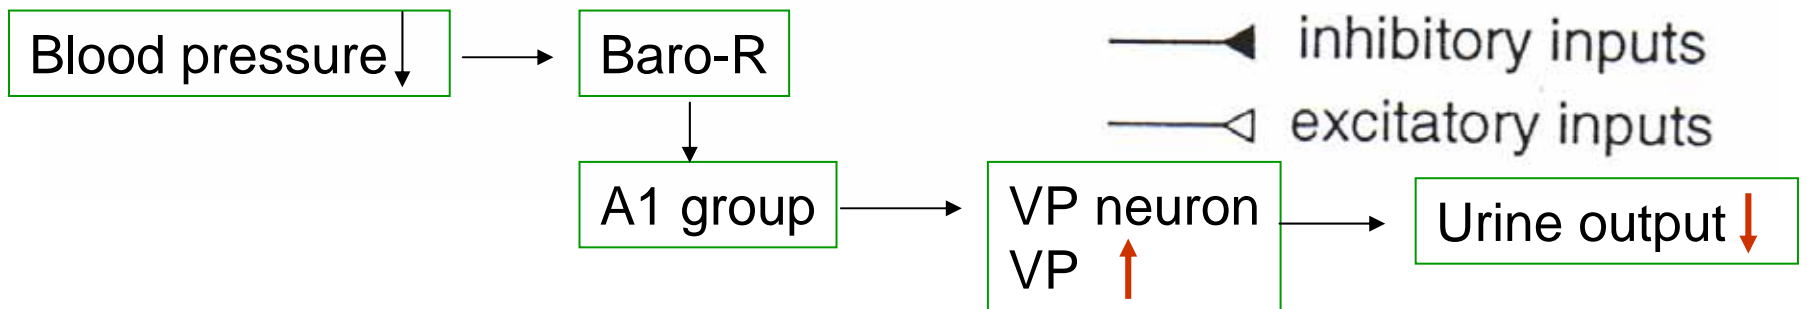 Blood pressure
Baro-R
inhibitory inputs
excitatory inputs
A1 group
VP neuron
VP
Urine output